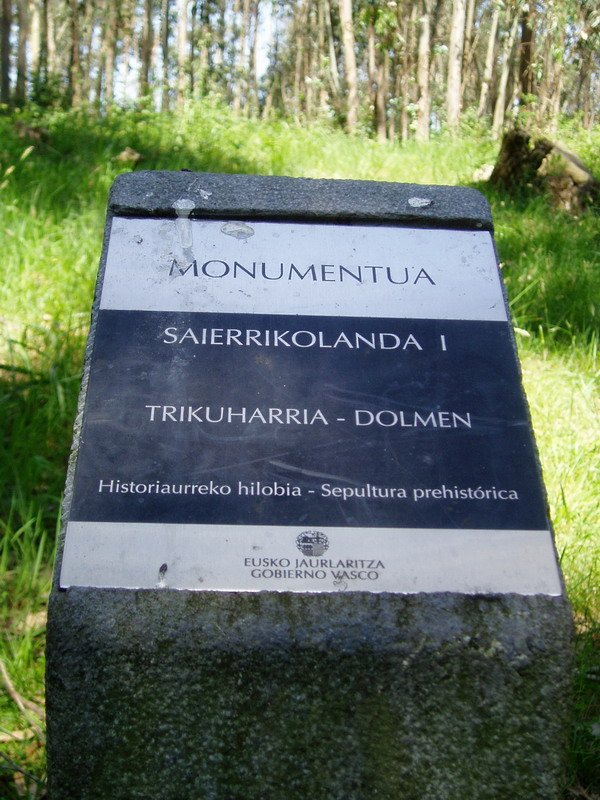 MONUMENTUA
SAIERRIKOLANDA I
TRIKUHARRIA - DOLMEN
Historiaurreko hilobia - Sepultura prehistórica
EUSKO JAURLARITZA
GOBIERNO VASCO